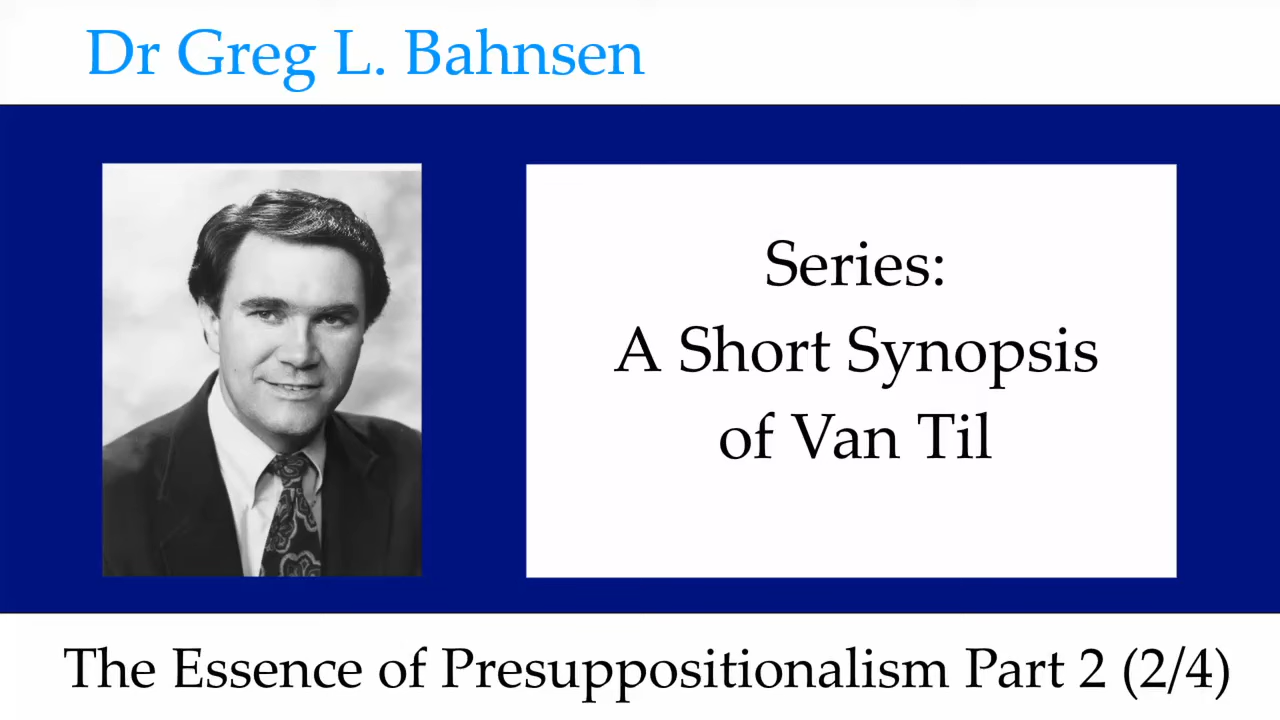 Dr Greg L. Bahnsen
Series:
A Short Synopsis
of Van Til
The Essence of Presuppositionalism Part 2 (2/4)